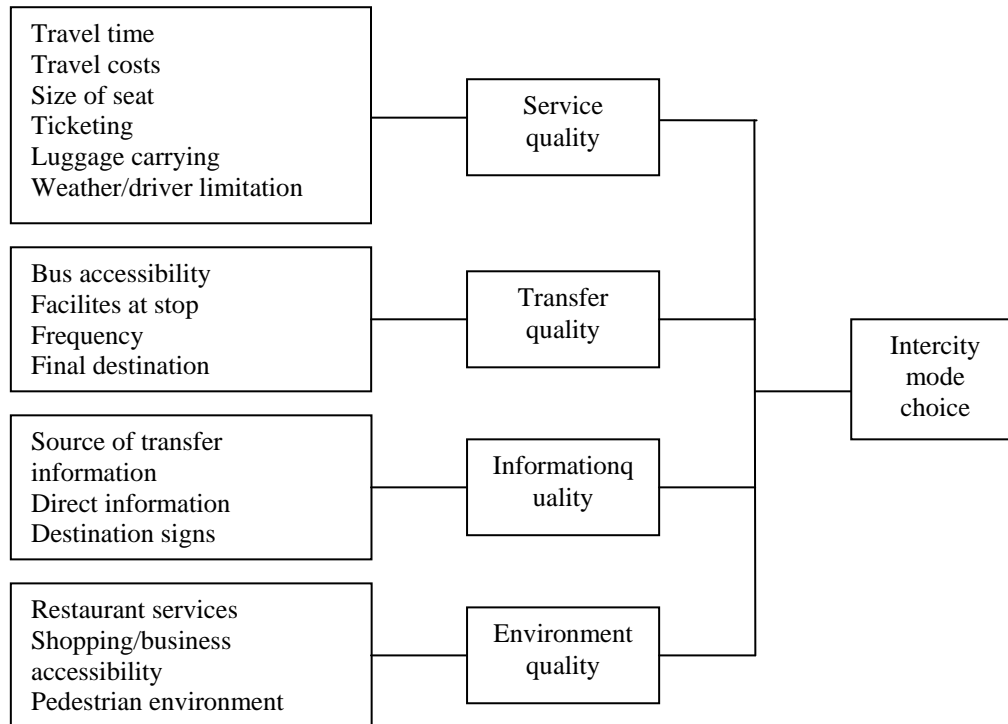 Travel time
Travel costs
Size of seat
Ticketing
Luggage carrying
Weather/driver limitation
Service
quality
Bus accessibility
Facilites at stop
Frequency
Final destination
Transfer
quality
Intercity
mode
choice
Source of transfer
information
Direct information
Destination signs
Informationq
uality
Restaurant services
Shopping/business
accessibility
Pedestrian environment
Environment
quality